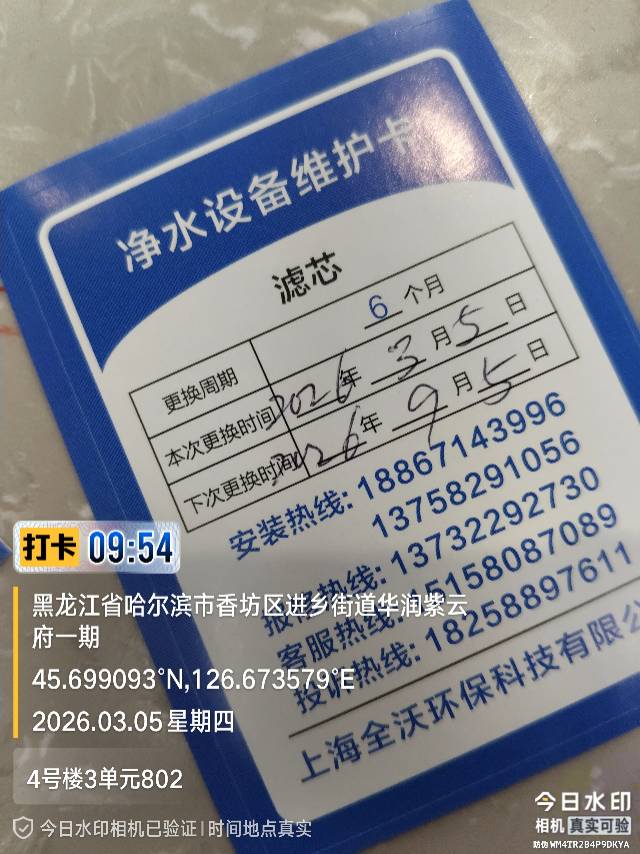 净水设备维护卡
滤芯
更换周期 6 个月
本次更换时间 2026年 3 月 5 日
下次更换时间 2026年 9 月 5 日
安装热线: 18867143996
13758291056
热线: 13732292730
客服热线: 15158087089
投诉热线: 18258897611
上海全沃环保科技有限公
打卡 09:54
黑龙江省哈尔滨市香坊区进乡街道华润紫云
府一期
45.699093°N,126.673579°E
2026.03.05 星期四
4号楼3单元802
今日水印相机已验证 | 时间地点真实
今日水印
相机 真实可验
防伪 WM4TR2B4P9DKYA